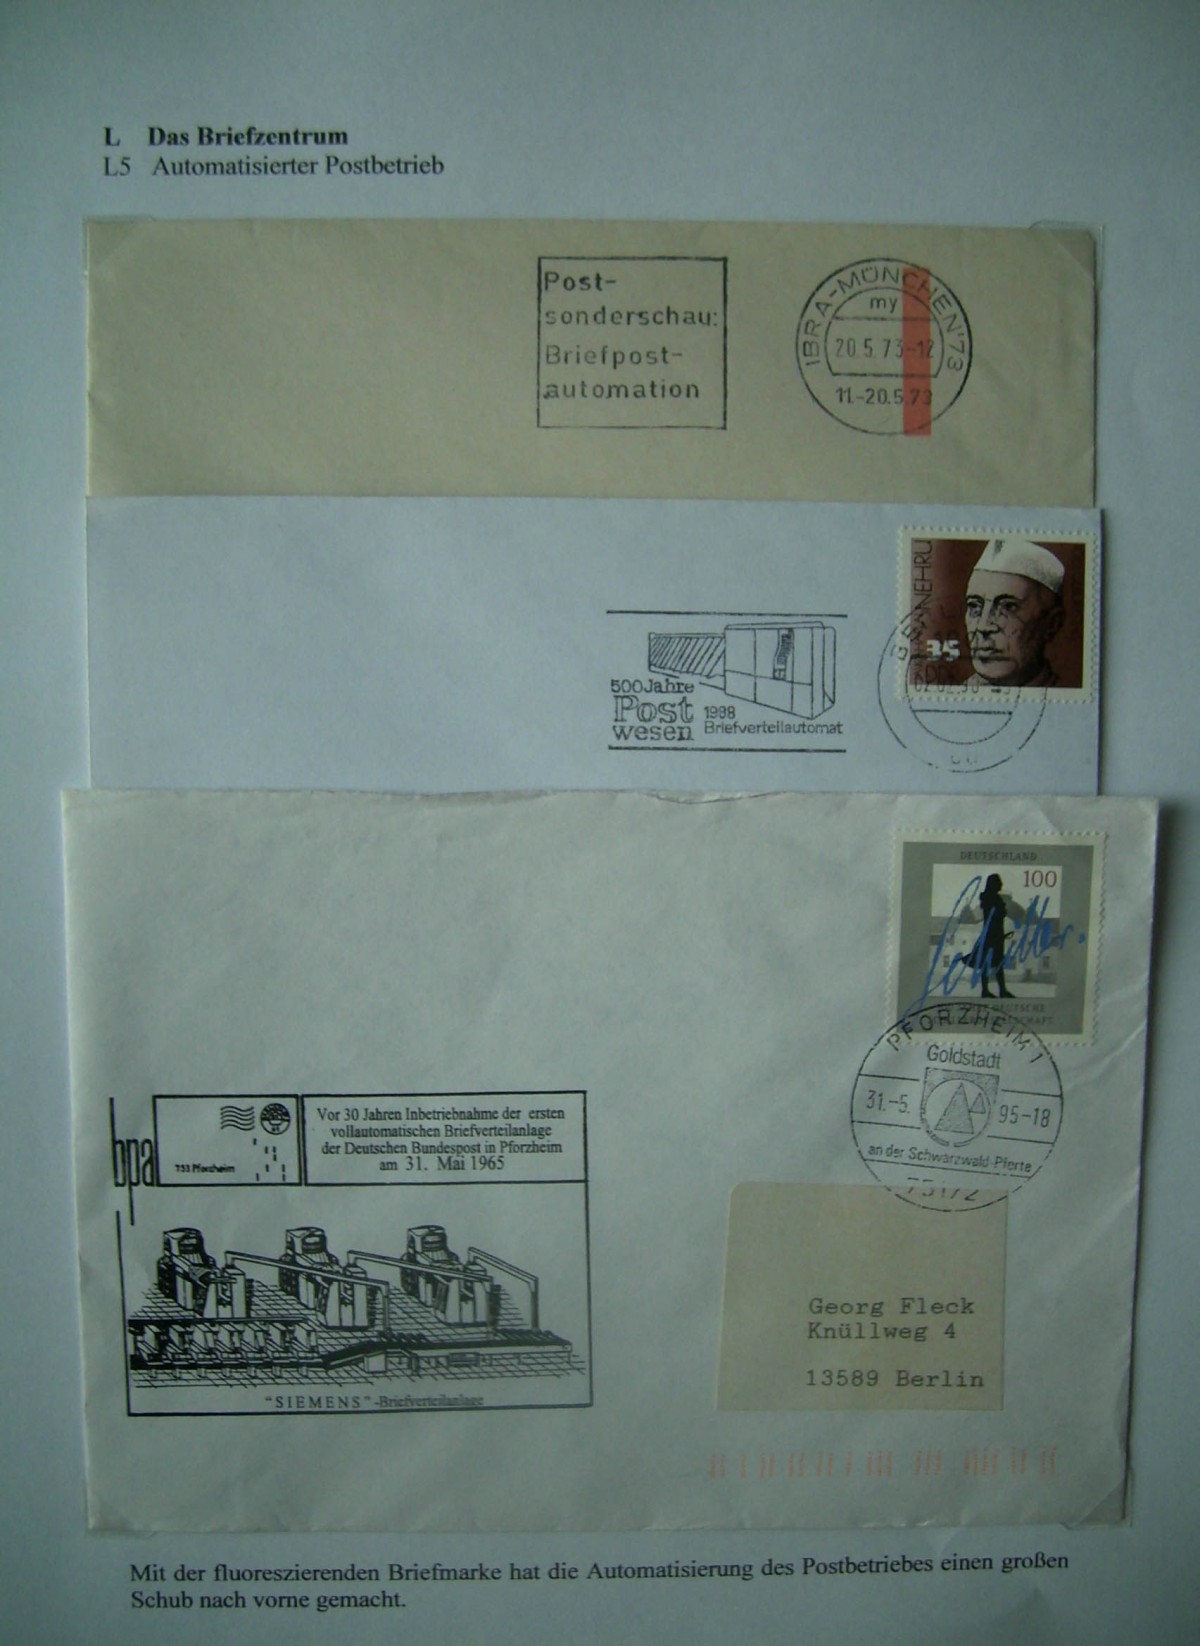 L Das Briefzentrum
L5 Automatisierter Postbetrieb
Post-
sonderschau:
Briefpost-
automation
IBRA-MÜNCHEN'73
my
20.5.73-12
11.-20.5.73
NEHRU
35
500 Jahre
Post
wesen
1988
Briefverteilautomat
DEUTSCHLAND
100
Schiller
PFORZHEIM 1
Goldstadt
31.-5. 95-18
an der Schwarzwald-Pforte
75172
bpa
753 Pforzheim
Vor 30 Jahren Inbetriebnahme der ersten
vollautomatischen Briefverteilanlage
der Deutschen Bundespost in Pforzheim
am 31. Mai 1965
"SIEMENS"-Briefverteilanlage
Georg Fleck
Knüllweg 4
13589 Berlin
Mit der fluoreszierenden Briefmarke hat die Automatisierung des Postbetriebes einen großen
Schub nach vorne gemacht.